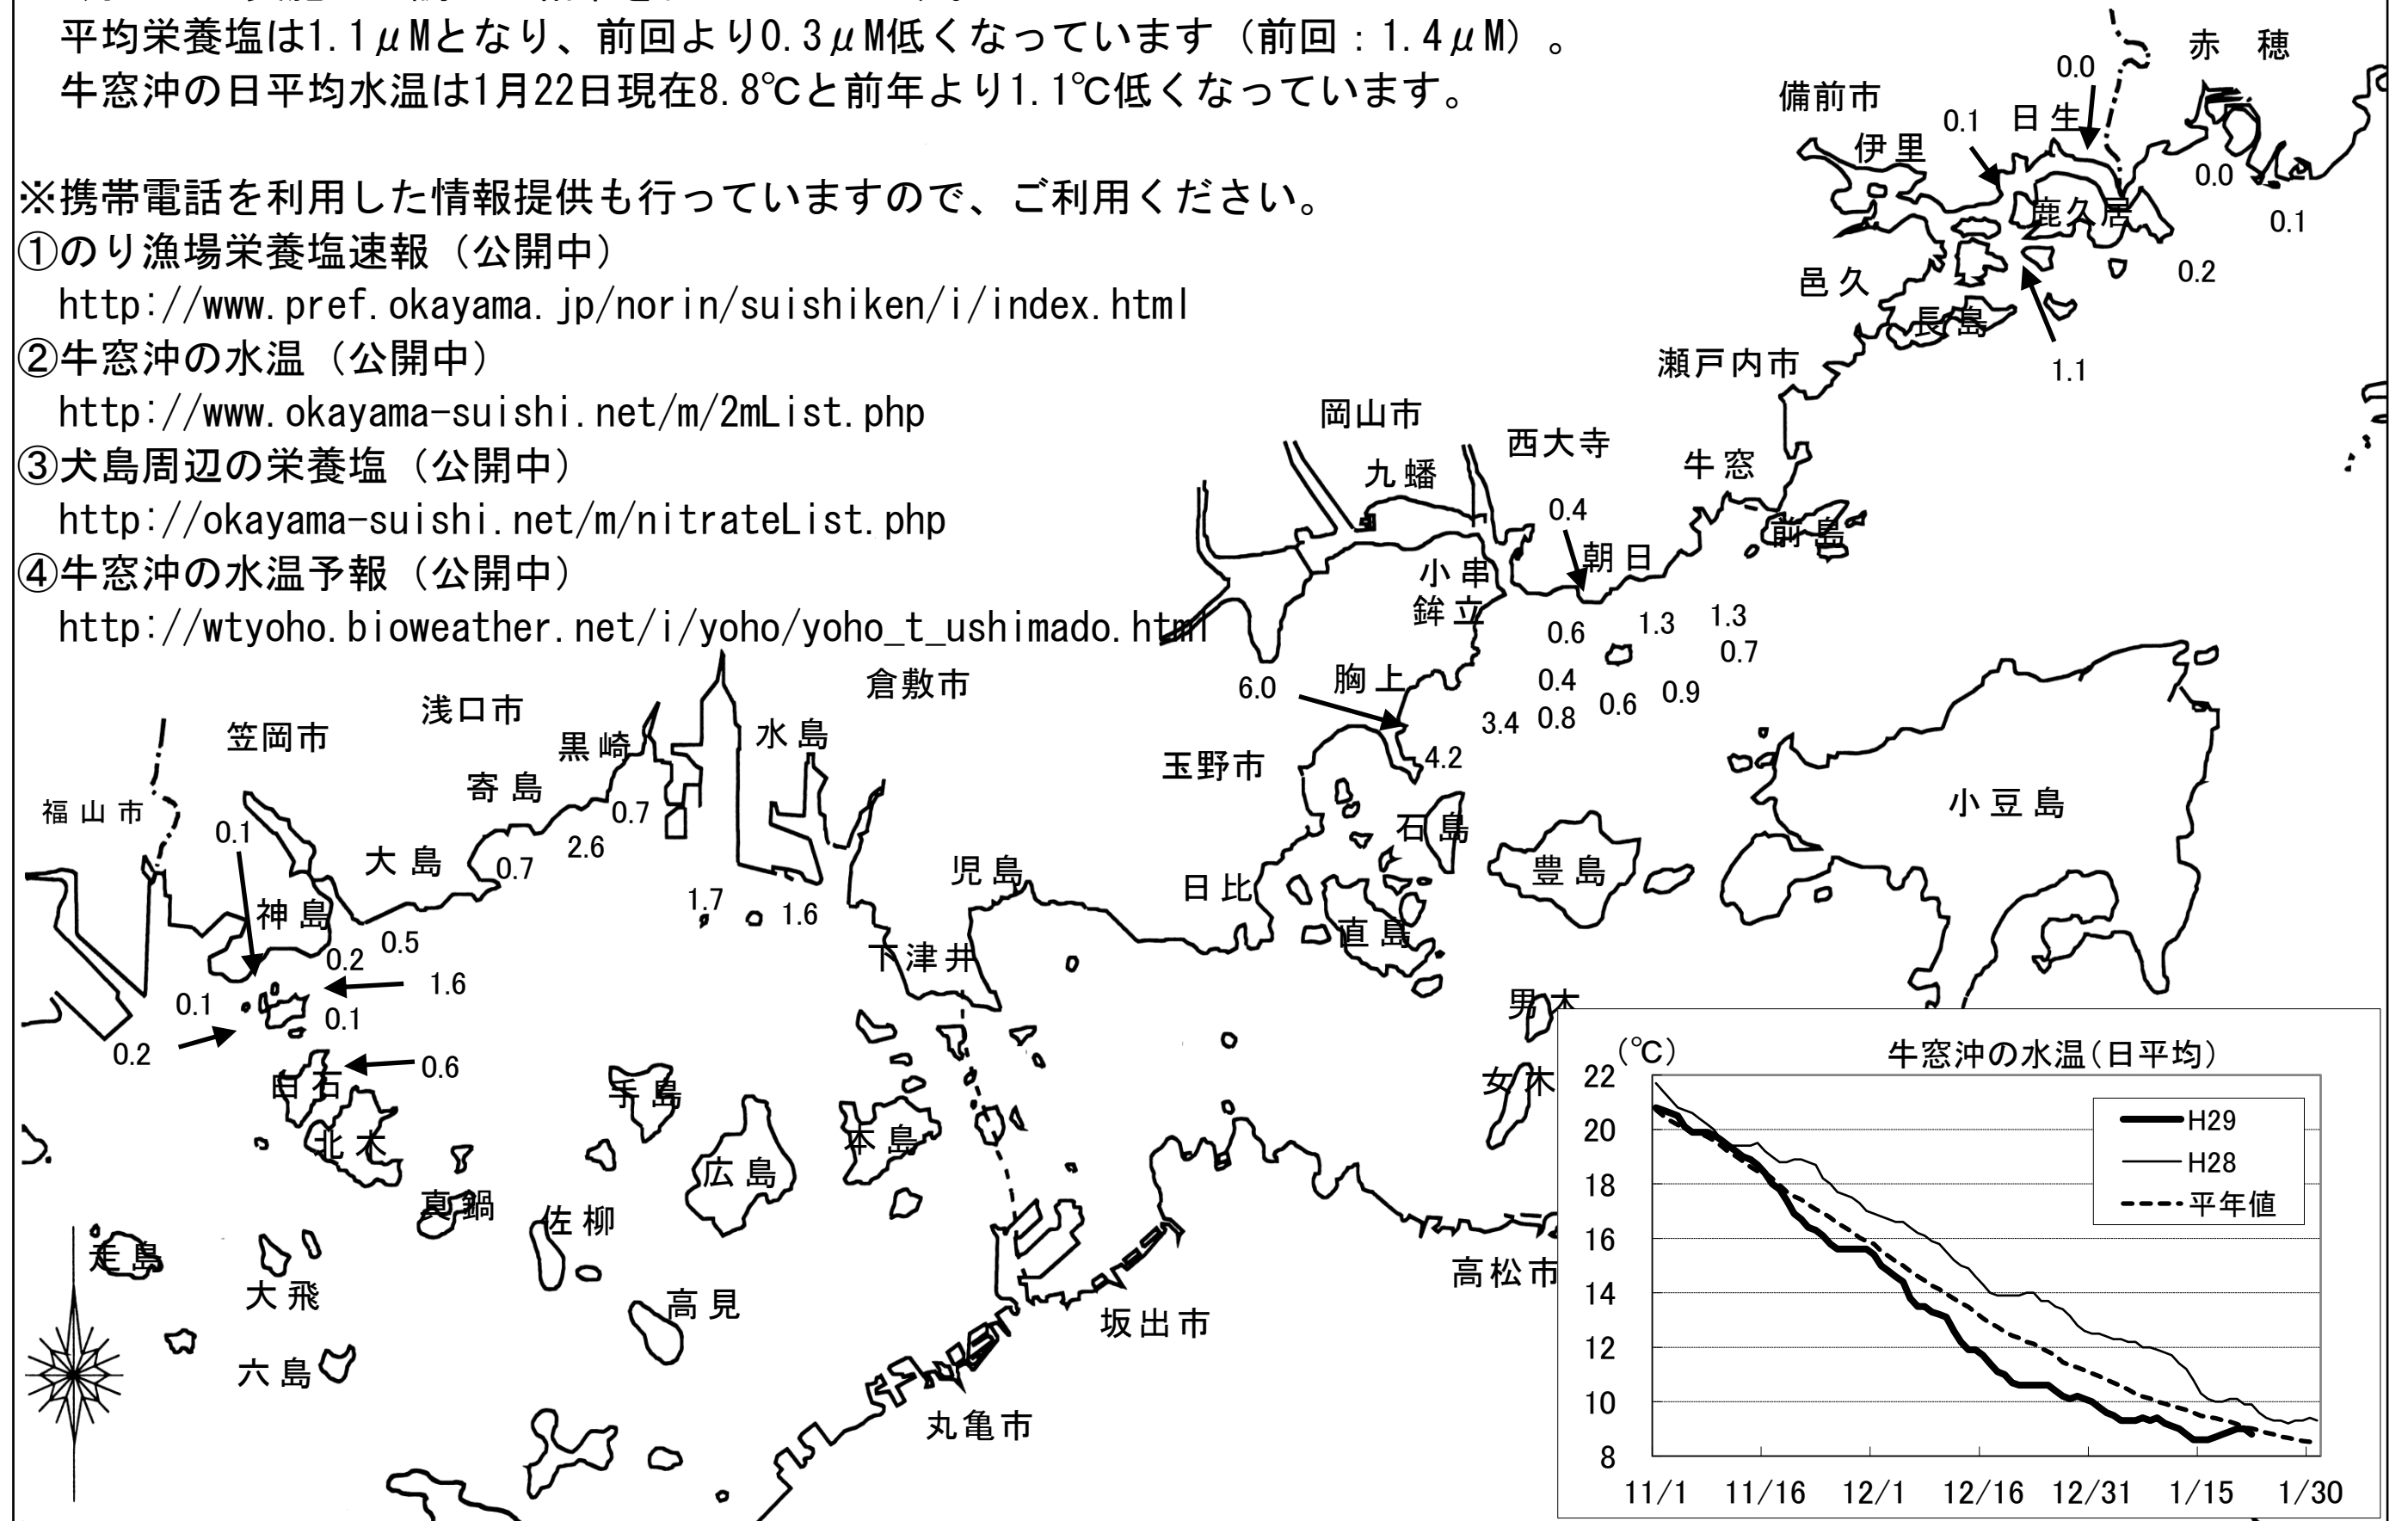 平均栄養塩は1.1μMとなり、前回より0.3μM低くなっています（前回：1.4μM）。
牛窓沖の日平均水温は1月22日現在8.8℃と前年より1.1℃低くなっています。
※携帯電話を利用した情報提供も行っていますので、ご利用ください。
①のり漁場栄養塩速報（公開中）
http://www.pref.okayama.jp/norin/suishiken/i/index.html
②牛窓沖の水温（公開中）
http://www.okayama-suishi.net/m/2mList.php
③犬島周辺の栄養塩（公開中）
http://okayama-suishi.net/m/nitrateList.php
④牛窓沖の水温予報（公開中）
http://wtyoho.bioweather.net/i/yoho/yoho_t_ushimado.html
赤 穂
0.0
備前市
0.1
日生
伊里
0.0
鹿久居
0.1
0.2
邑久
長島
1.1
瀬戸内市
岡山市
西大寺
九蟠
牛窓
0.4
前島
朝日
小串
鉾立
0.6
1.3
1.3
0.7
倉敷市
6.0
胸上
0.4
0.9
0.6
3.4
0.8
4.2
浅口市
笠岡市
黒崎
水島
玉野市
寄島
福山市
0.1
0.7
2.6
0.7
大島
石島
小豆島
豊島
児島
日比
1.7
1.6
神島
0.5
0.2
直島
下津井
1.6
0.1
0.1
0.2
0.6
男木
女木
白石
手島
北木
本島
広島
真鍋
佐柳
走島
大飛
高見
六島
高松市
坂出市
丸亀市
(℃)
牛窓沖の水温(日平均)
22
20
18
16
14
12
10
8
H29
H28
平年値
11/1 11/16 12/1 12/16 12/31 1/15 1/30